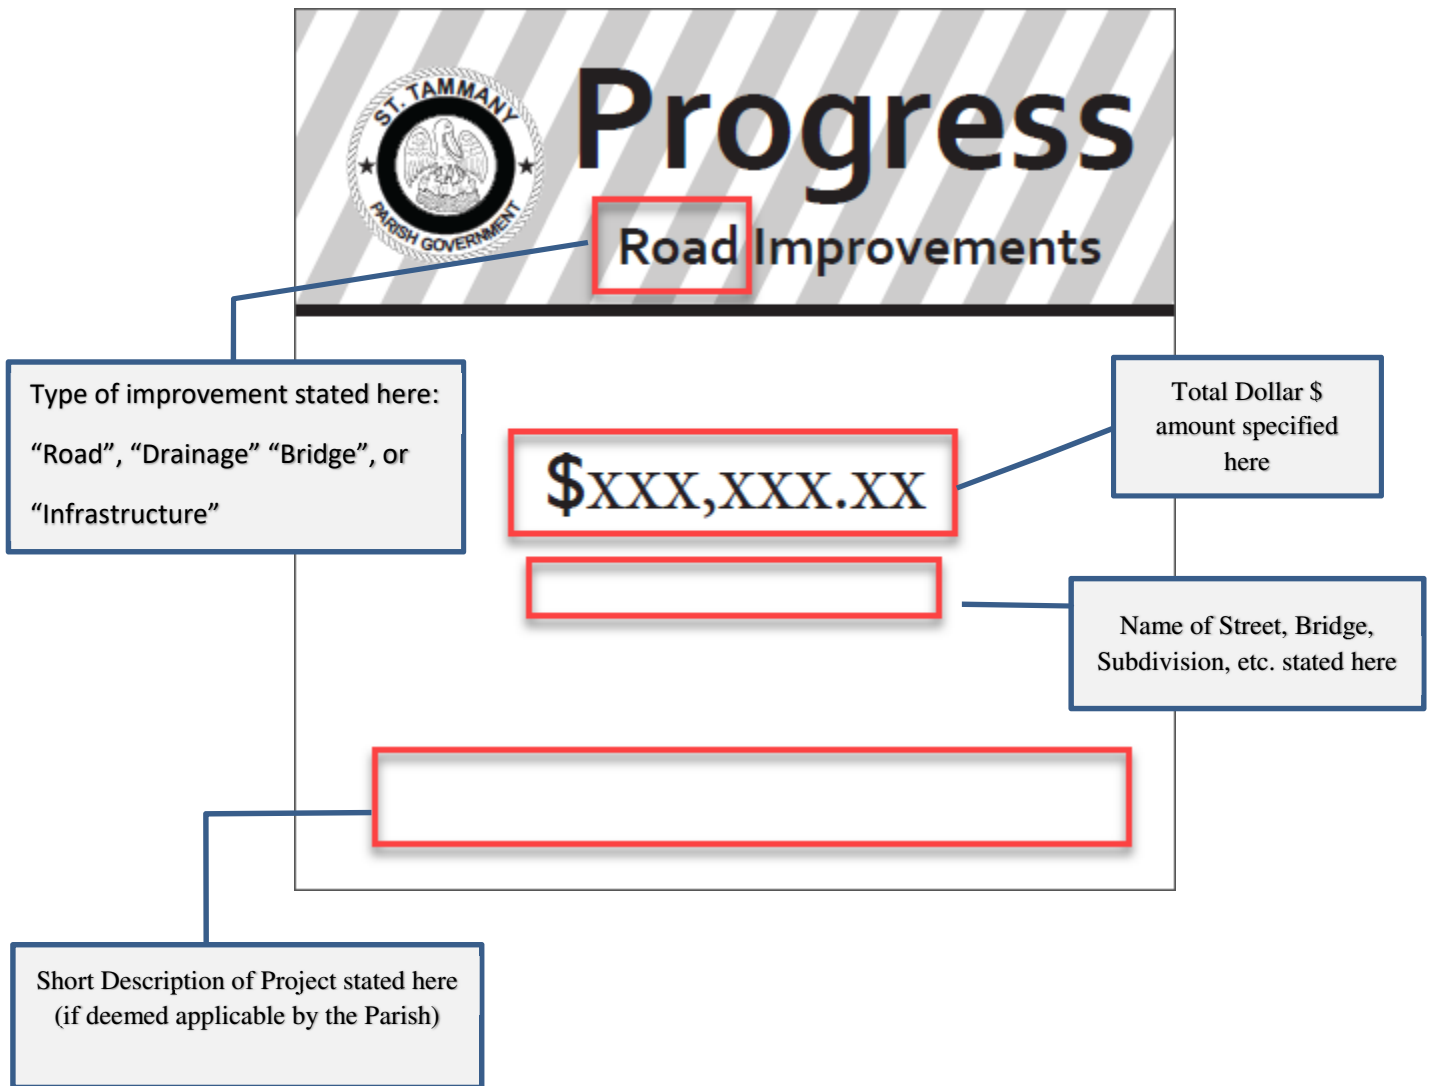 ST. TAMMANY
PARISH GOVERNMENT
Progress
Road Improvements
Type of improvement stated here:
“Road”, “Drainage” “Bridge”, or
“Infrastructure”
Total Dollar $
amount specified
here
$xxx,xxx.xx
Name of Street, Bridge,
Subdivision, etc. stated here
Short Description of Project stated here
(if deemed applicable by the Parish)